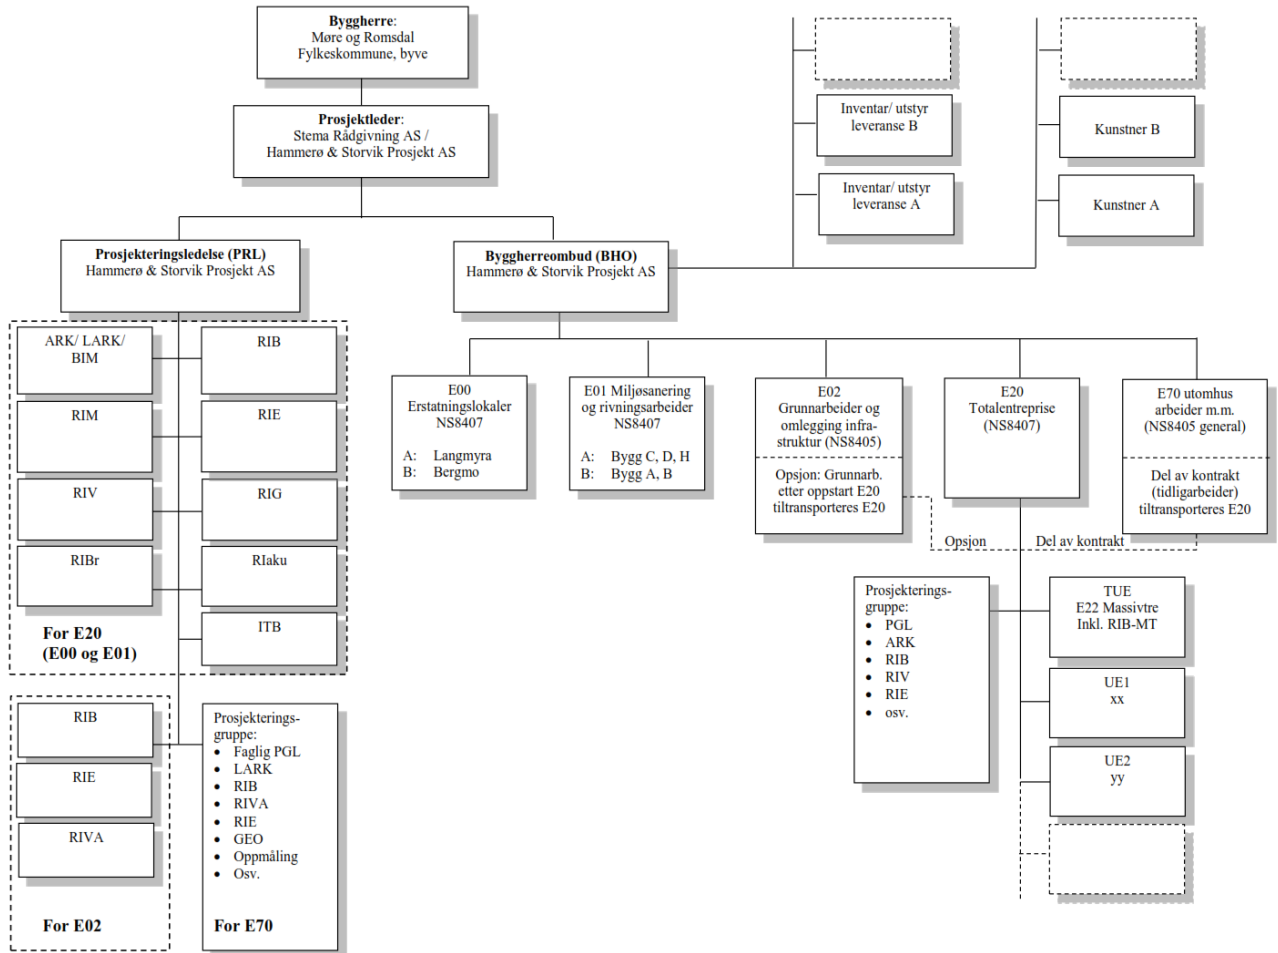 Byggherre:
Møre og Romsdal
Fylkeskommune, byve
Prosjektleder:
Stema Rådgivning AS /
Hammerø & Storvik Prosjekt AS
Inventar/ utstyr
leveranse B
Inventar/ utstyr
leveranse A
Kunstner B
Kunstner A
Prosjekteringsledelse (PRL)
Hammerø & Storvik Prosjekt AS
Byggherreombud (BHO)
Hammerø & Storvik Prosjekt AS
ARK/ LARK/
BIM
RIB
RIM
RIE
RIV
RIG
RIBr
RIaku
ITB
For E20
(E00 og E01)
RIB
RIE
RIVA
For E02
Prosjekterings-
gruppe:
• Faglig PGL
• LARK
• RIB
• RIVA
• RIE
• GEO
• Oppmåling
• Osv.
For E70
E00
Erstatningslokaler
NS8407
A: Langmyra
B: Bergmo
E01 Miljøsanering
og rivningsarbeider
NS8407
A: Bygg C, D, H
B: Bygg A, B
E02
Grunnarbeider og
omlegging infra-
struktur (NS8405)
Opsjon: Grunnarb.
etter oppstart E20
tiltransporteres E20
E20
Totalentreprise
(NS8407)
E70 utomhus
arbeider m.m.
(NS8405 general)
Del av kontrakt
(tidligarbeider)
tiltransporteres E20
Opsjon
Del av kontrakt
Prosjekterings-
gruppe:
• PGL
• ARK
• RIB
• RIV
• RIE
• osv.
TUE
E22 Massivtre
Inkl. RIB-MT
UE1
xx
UE2
yy